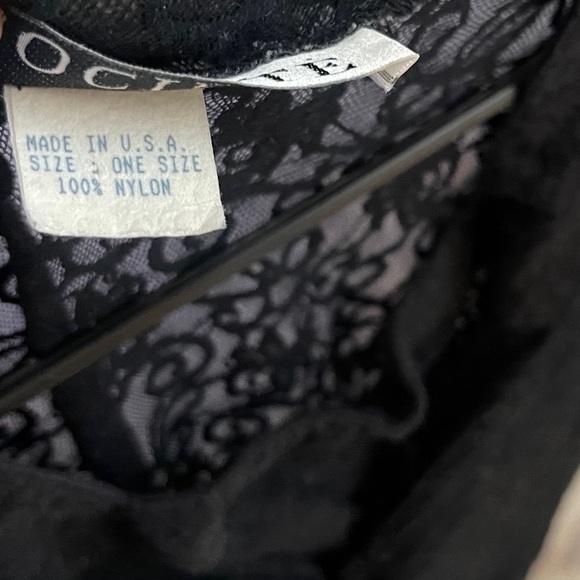 MADE IN U.S.A.
SIZE : ONE SIZE
100% NYLON